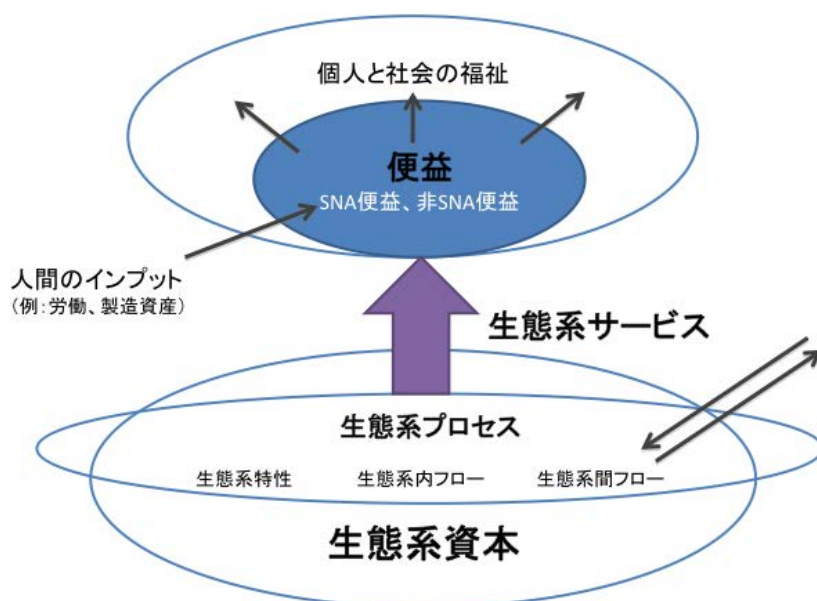 個人と社会の福祉
便益
SNA便益、非SNA便益
人間のインプット
(例:労働、製造資産)
生態系サービス
生態系プロセス
生態系特性
生態系内フロー
生態系間フロー
生態系資本